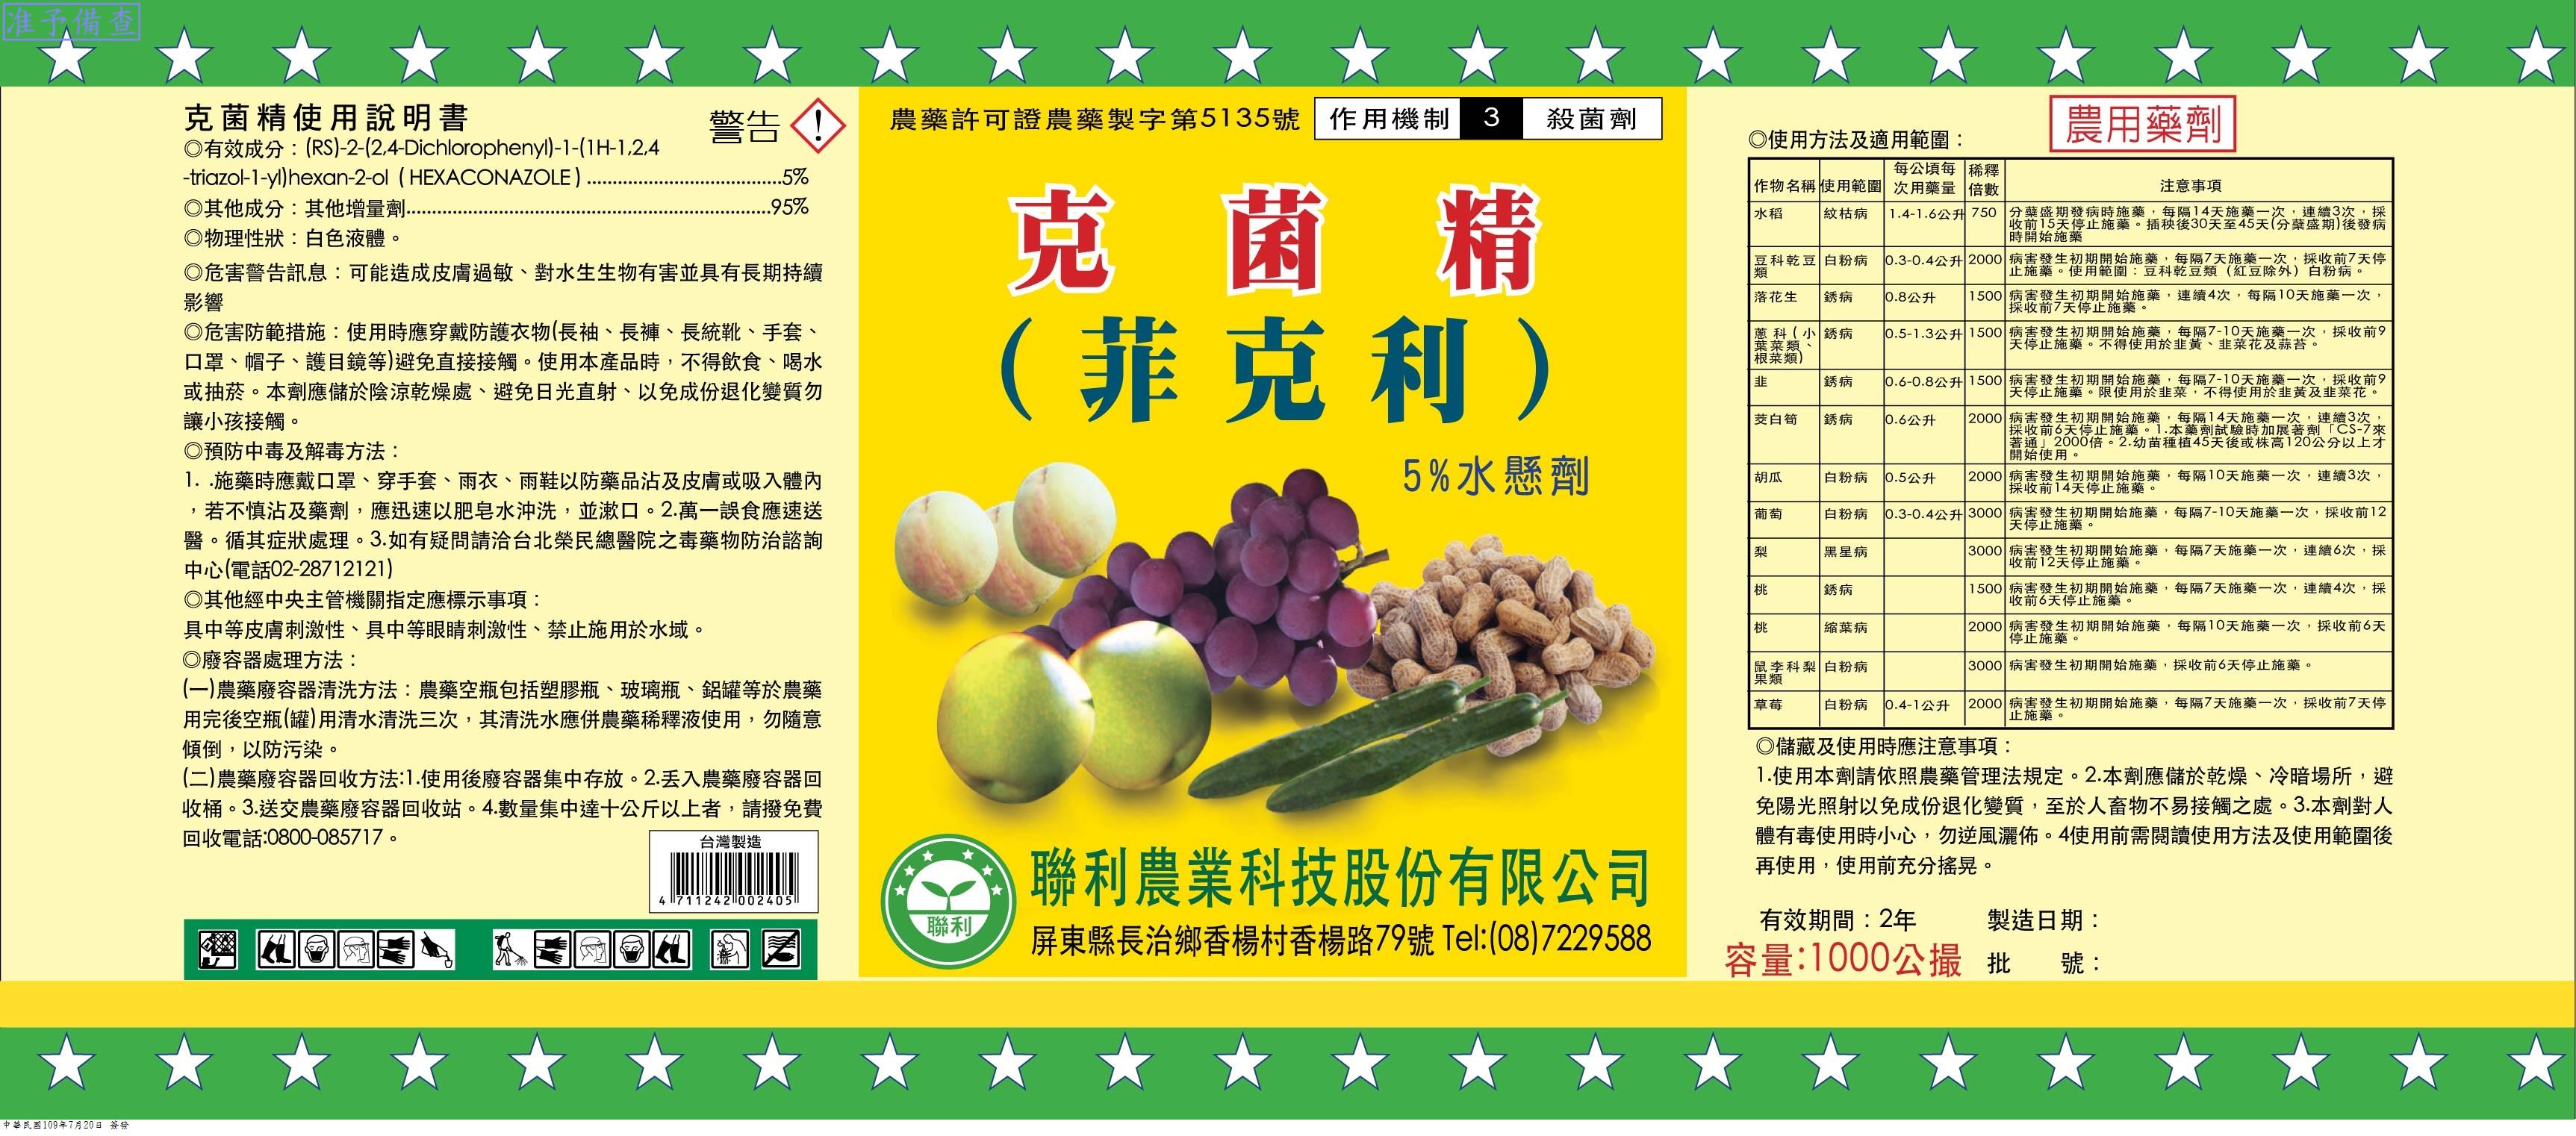 准予備查
克菌精使用說明書
警告
◎有效成分：(RS)-2-(2,4-Dichlorophenyl)-1-(1H-1,2,4
-triazol-1-yl)hexan-2-ol（HEXACONAZOLE）......................................5%
◎其他成分：其他增量劑......................................................................95%
◎物理性狀：白色液體。
◎危害警告訊息：可能造成皮膚過敏、對水生生物有害並具有長期持續
影響
◎危害防範措施：使用時應穿戴防護衣物(長袖、長褲、長統靴、手套、
口罩、帽子、護目鏡等)避免直接接觸。使用本產品時，不得飲食、喝水
或抽菸。本劑應儲於陰涼乾燥處、避免日光直射、以免成份退化變質勿
讓小孩接觸。
◎預防中毒及解毒方法：
1. .施藥時應戴口罩、穿手套、雨衣、雨鞋以防藥品沾及皮膚或吸入體內
，若不慎沾及藥劑，應迅速以肥皂水沖洗，並漱口。2.萬一誤食應速送
醫。循其症狀處理。3.如有疑問請洽台北榮民總醫院之毒藥物防治諮詢
中心(電話02-28712121)
◎其他經中央主管機關指定應標示事項：
具中等皮膚刺激性、具中等眼睛刺激性、禁止施用於水域。
◎廢容器處理方法：
(一)農藥廢容器清洗方法：農藥空瓶包括塑膠瓶、玻璃瓶、鋁罐等於農藥
用完後空瓶(罐)用清水清洗三次，其清洗水應併農藥稀釋液使用，勿隨意
傾倒，以防污染。
(二)農藥廢容器回收方法:1.使用後廢容器集中存放。2.丟入農藥廢容器回
收桶。3.送交農藥廢容器回收站。4.數量集中達十公斤以上者，請撥免費
回收電話:0800-085717。
台灣製造
4 711242 002405
農藥許可證農藥製字第5135號 作用機制 3 殺菌劑
克菌精
（菲克利）
5%水懸劑
聯利
聯利農業科技股份有限公司
屏東縣長治鄉香楊村香楊路79號 Tel:(08)7229588
農用藥劑
◎使用方法及適用範圍：
作物名稱 使用範圍 每公頃每次用藥量 稀釋倍數 注意事項
水稻 紋枯病 1.4-1.6公升 750 分蘗盛期發病時施藥，每隔14天施藥一次，連續3次，採
收前15天停止施藥。插秧後30天至45天(分蘗盛期)後發病
時開始施藥
豆科乾豆類 白粉病 0.3-0.4公升 2000 病害發生初期開始施藥，每隔7天施藥一次，採收前7天停
止施藥。使用範圍：豆科乾豆類（紅豆除外）白粉病。
落花生 銹病 0.8公升 1500 病害發生初期開始施藥，連續4次，每隔10天施藥一次，
採收前7天停止施藥。
蔥科(小葉菜類、根菜類) 銹病 0.5-1.3公升 1500 病害發生初期開始施藥，每隔7-10天施藥一次，採收前9
天停止施藥。不得使用於韭黃、韭菜花及蒜苔。
韭 銹病 0.6-0.8公升 1500 病害發生初期開始施藥，每隔7-10天施藥一次，採收前9
天停止施藥。限使用於韭菜，不得使用於韭黃及韭菜花。
茭白筍 銹病 0.6公升 2000 病害發生初期開始施藥，每隔14天施藥一次，連續3次，
採收前6天停止施藥。1.本藥劑試驗時加展著劑「CS-7來
著通」2000倍。2.幼苗種植45天後或株高120公分以上才
開始使用。
胡瓜 白粉病 0.5公升 2000 病害發生初期開始施藥，每隔10天施藥一次，連續3次，
採收前14天停止施藥。
葡萄 白粉病 0.3-0.4公升 3000 病害發生初期開始施藥，每隔7-10天施藥一次，採收前12
天停止施藥。
梨 黑星病 3000 病害發生初期開始施藥，每隔7天施藥一次，連續6次，採
收前12天停止施藥。
桃 銹病 1500 病害發生初期開始施藥，每隔7天施藥一次，連續4次，採
收前6天停止施藥。
桃 縮葉病 2000 病害發生初期開始施藥，每隔10天施藥一次，採收前6天
停止施藥。
鼠李科梨果類 白粉病 3000 病害發生初期開始施藥，採收前6天停止施藥。
草莓 白粉病 0.4-1公升 2000 病害發生初期開始施藥，每隔7天施藥一次，採收前7天停
止施藥。
◎儲藏及使用時應注意事項：
1.使用本劑請依照農藥管理法規定。2.本劑應儲於乾燥、冷暗場所，避
免陽光照射以免成份退化變質，至於人畜物不易接觸之處。3.本劑對人
體有毒使用時小心，勿逆風灑佈。4使用前需閱讀使用方法及使用範圍後
再使用，使用前充分搖晃。
有效期間：2年 製造日期：
容量:1000公撮 批 號：
中華民國109年7月20日 簽發